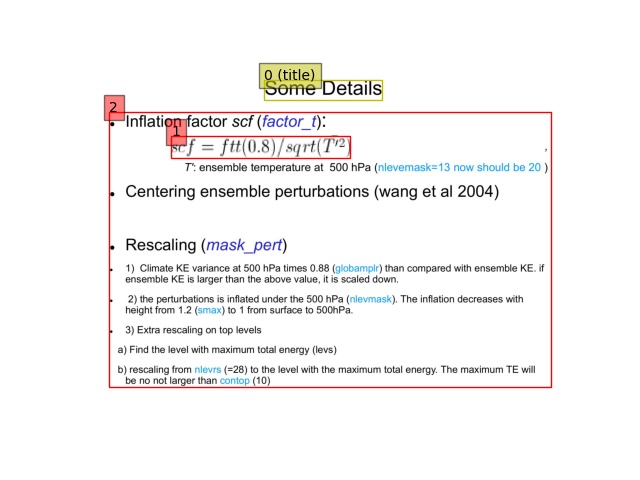 0 (title)
Some Details
2
• Inflation factor scf (factor_t):
1
scf = ftt(0.8)/sqrt(T'2)
,
T': ensemble temperature at 500 hPa (nlevemask=13 now should be 20 )
• Centering ensemble perturbations (wang et al 2004)
• Rescaling (mask_pert)
• 1) Climate KE variance at 500 hPa times 0.88 (globamplr) than compared with ensemble KE. if
ensemble KE is larger than the above value, it is scaled down.
• 2) the perturbations is inflated under the 500 hPa (nlevmask). The inflation decreases with
height from 1.2 (smax) to 1 from surface to 500hPa.
• 3) Extra rescaling on top levels
a) Find the level with maximum total energy (levs)
b) rescaling from nlevrs (=28) to the level with the maximum total energy. The maximum TE will
be no not larger than contop (10)